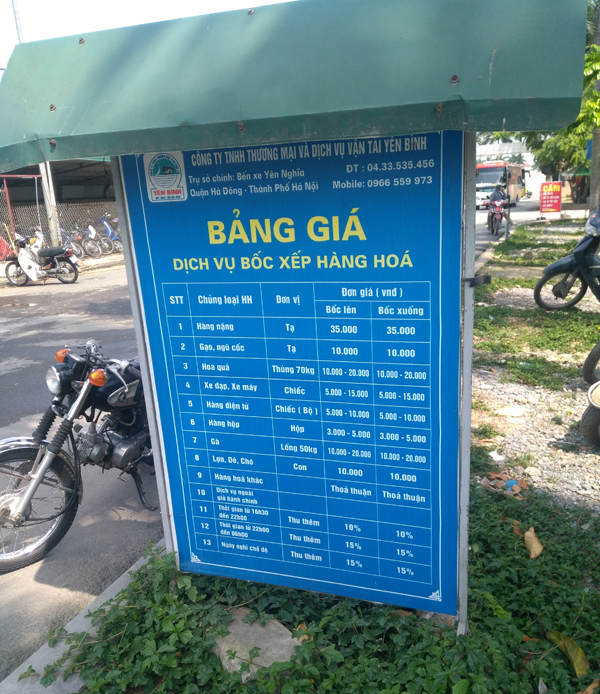 CÔNG TY TNHH THƯƠNG MẠI VÀ DỊCH VỤ VẬN TẢI YÊN BÌNH
YÊN BÌNH
Trụ sở chính: Bến xe Yên Nghĩa
ĐT : 04.33.535.456
Quận Hà Đông - Thành Phố Hà Nội
Mobile: 0966 559 973
BẢNG GIÁ
DỊCH VỤ BỐC XẾP HÀNG HOÁ
STT Chủng loại HH Đơn vị Đơn giá ( vnđ )
Bốc lên Bốc xuống
1 Hàng nặng Tạ 35.000 35.000
2 Gạo, ngũ cốc Tạ 10.000 10.000
3 Hoa quả Thùng 70kg 10.000 - 20.000 10.000 - 20.000
4 Xe đạp, Xe máy Chiếc 5.000 - 15.000 5.000 - 15.000
5 Hàng điện tử Chiếc ( Bộ ) 5.000 - 10.000 5.000 - 10.000
6 Hàng hộp Hộp 3.000 - 5.000 3.000 - 5.000
7 Gà Lồng 50kg 10.000 - 20.000 10.000 - 20.000
8 Lợn, Dê, Chó Con 10.000 10.000
9 Hàng hoá khác Thoả thuận Thoả thuận
10 Dịch vụ ngoài
giờ hành chính
11 Thời gian từ 16h30
đến 22h00 Thu thêm 10% 10%
12 Thời gian từ 22h00
đến 06h00 Thu thêm 15% 15%
13 Ngày nghỉ chế độ Thu thêm 15% 15%
CẤM